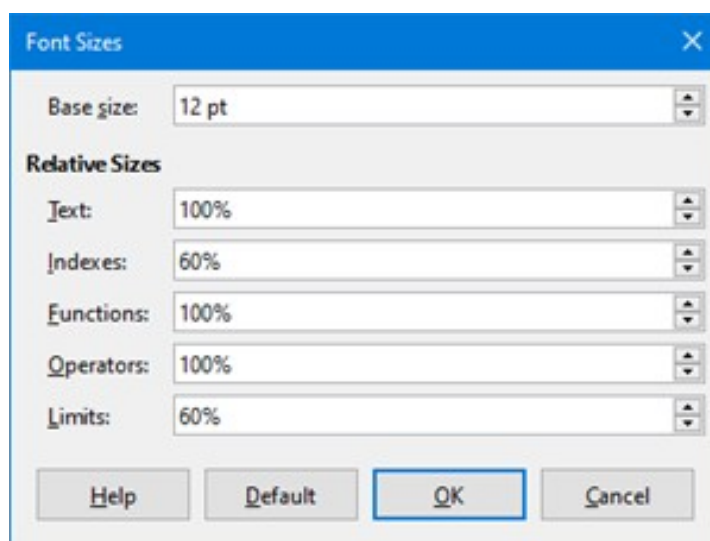 Font Sizes
Base size: 12 pt
Relative Sizes
Text: 100%
Indexes: 60%
Functions: 100%
Operators: 100%
Limits: 60%
Help Default OK Cancel